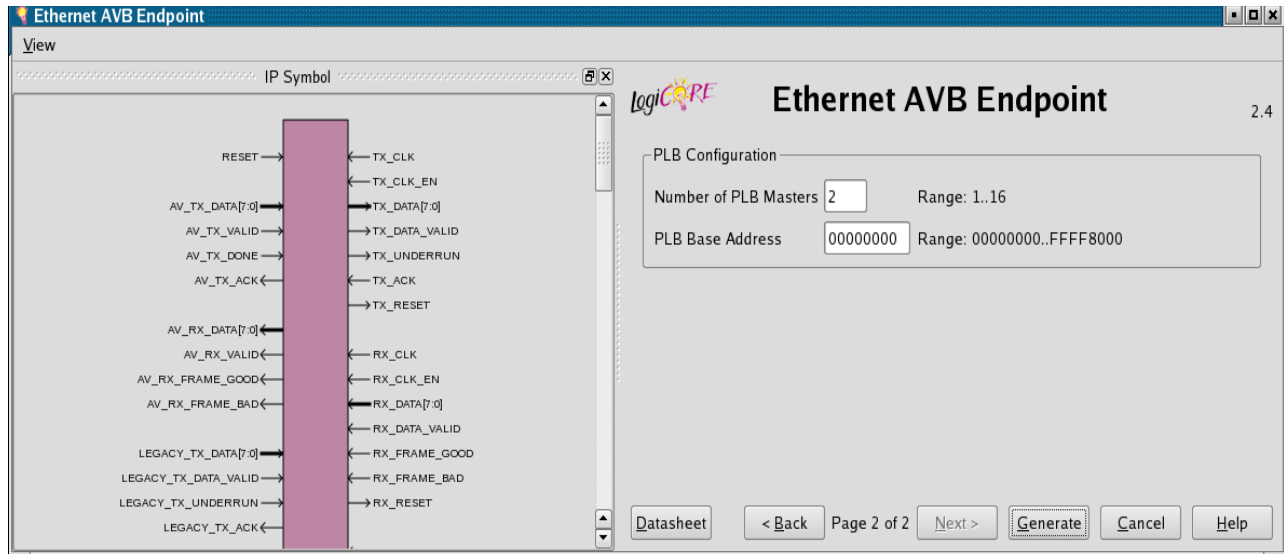 Ethernet AVB Endpoint
View
IP Symbol
RESET
AV_TX_DATA[7:0]
AV_TX_VALID
AV_TX_DONE
AV_TX_ACK
AV_RX_DATA[7:0]
AV_RX_VALID
AV_RX_FRAME_GOOD
AV_RX_FRAME_BAD
LEGACY_TX_DATA[7:0]
LEGACY_TX_DATA_VALID
LEGACY_TX_UNDERRUN
LEGACY_TX_ACK
TX_CLK
TX_CLK_EN
TX_DATA[7:0]
TX_DATA_VALID
TX_UNDERRUN
TX_ACK
TX_RESET
RX_CLK
RX_CLK_EN
RX_DATA[7:0]
RX_DATA_VALID
RX_FRAME_GOOD
RX_FRAME_BAD
RX_RESET
LogiCORE
Ethernet AVB Endpoint
2.4
PLB Configuration
Number of PLB Masters 2 Range: 1..16
PLB Base Address 00000000 Range: 00000000..FFFF8000
Datasheet < Back Page 2 of 2 Next > Generate Cancel Help